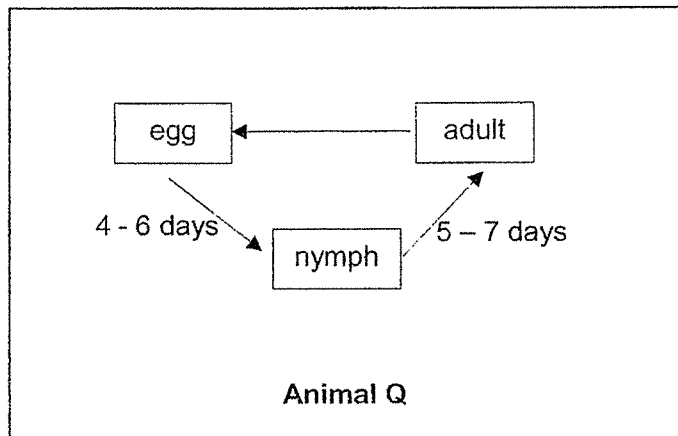 egg
adult
4 - 6 days
5 – 7 days
nymph
Animal Q